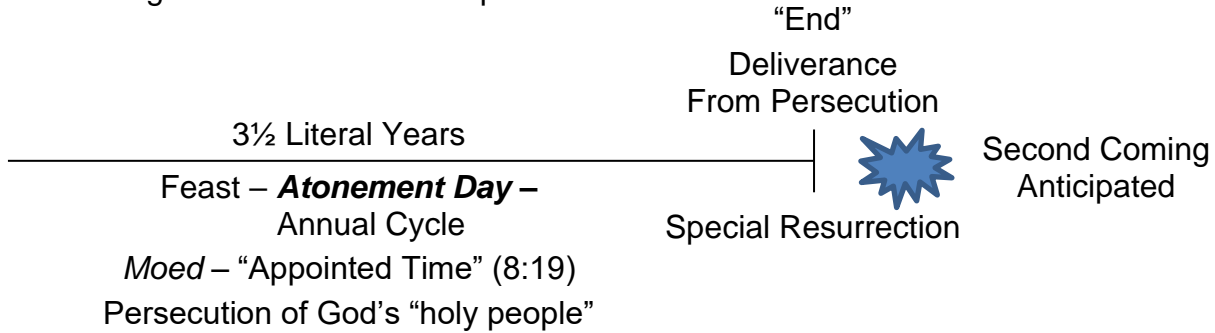 “End”
Deliverance
From Persecution
3½ Literal Years
Second Coming
Anticipated
Feast – Atonement Day –
Annual Cycle
Special Resurrection
Moed – “Appointed Time” (8:19)
Persecution of God’s “holy people”